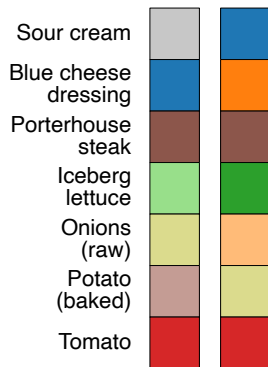 Sour cream
Blue cheese
dressing
Porterhouse
steak
Iceberg
lettuce
Onions
(raw)
Potato
(baked)
Tomato